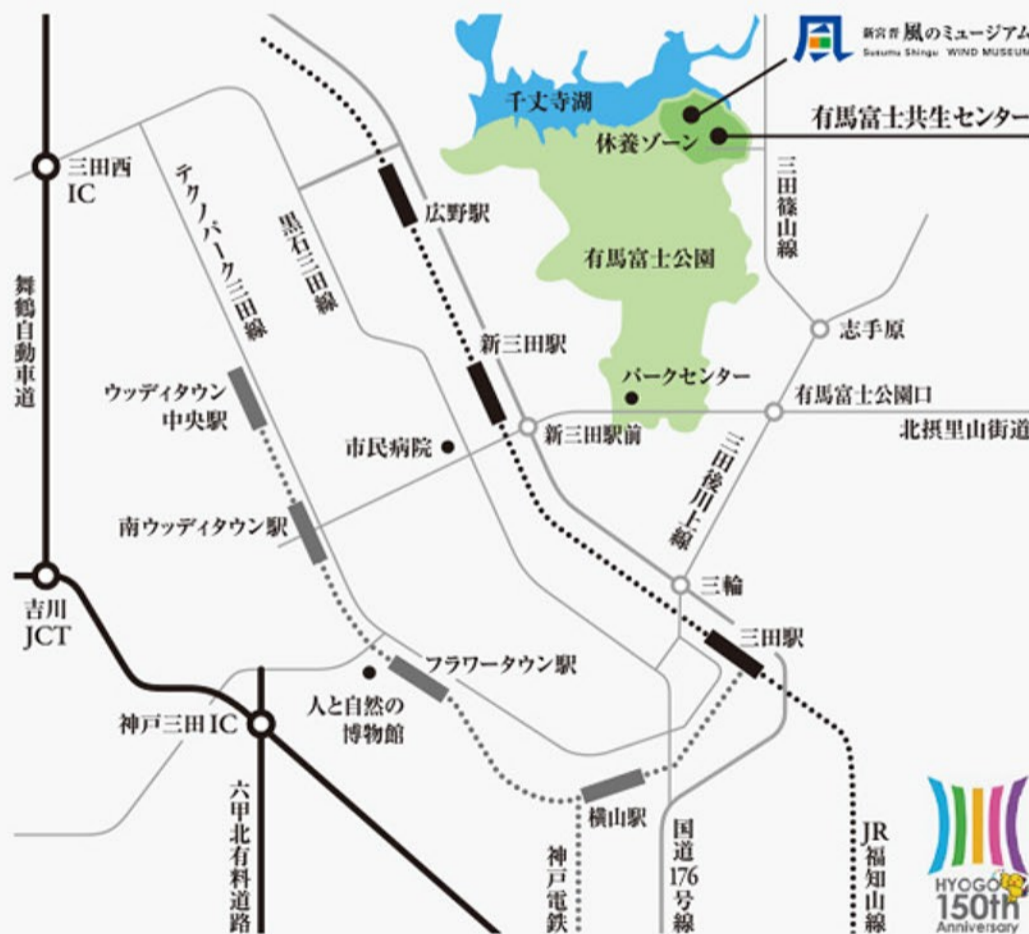 新宮晋 風のミュージアム
Susumu Shingu WIND MUSEUM
千丈寺湖
有馬富士共生センター
休養ゾーン
三田西
IC
テクノパーク三田線
黒石三田線
広野駅
三田篠山線
有馬富士公園
舞鶴自動車道
新三田駅
志手原
パークセンター
ウッディタウン
中央駅
有馬富士公園口
北摂里山街道
市民病院
新三田駅前
三田後川上線
南ウッディタウン駅
三輪
吉川
JCT
三田駅
フラワータウン駅
人と自然の
博物館
神戸三田IC
六甲北有料道路
横山駅
神戸電鉄
国道176号線
JR福知山線
HYOGO
150th
Anniversary